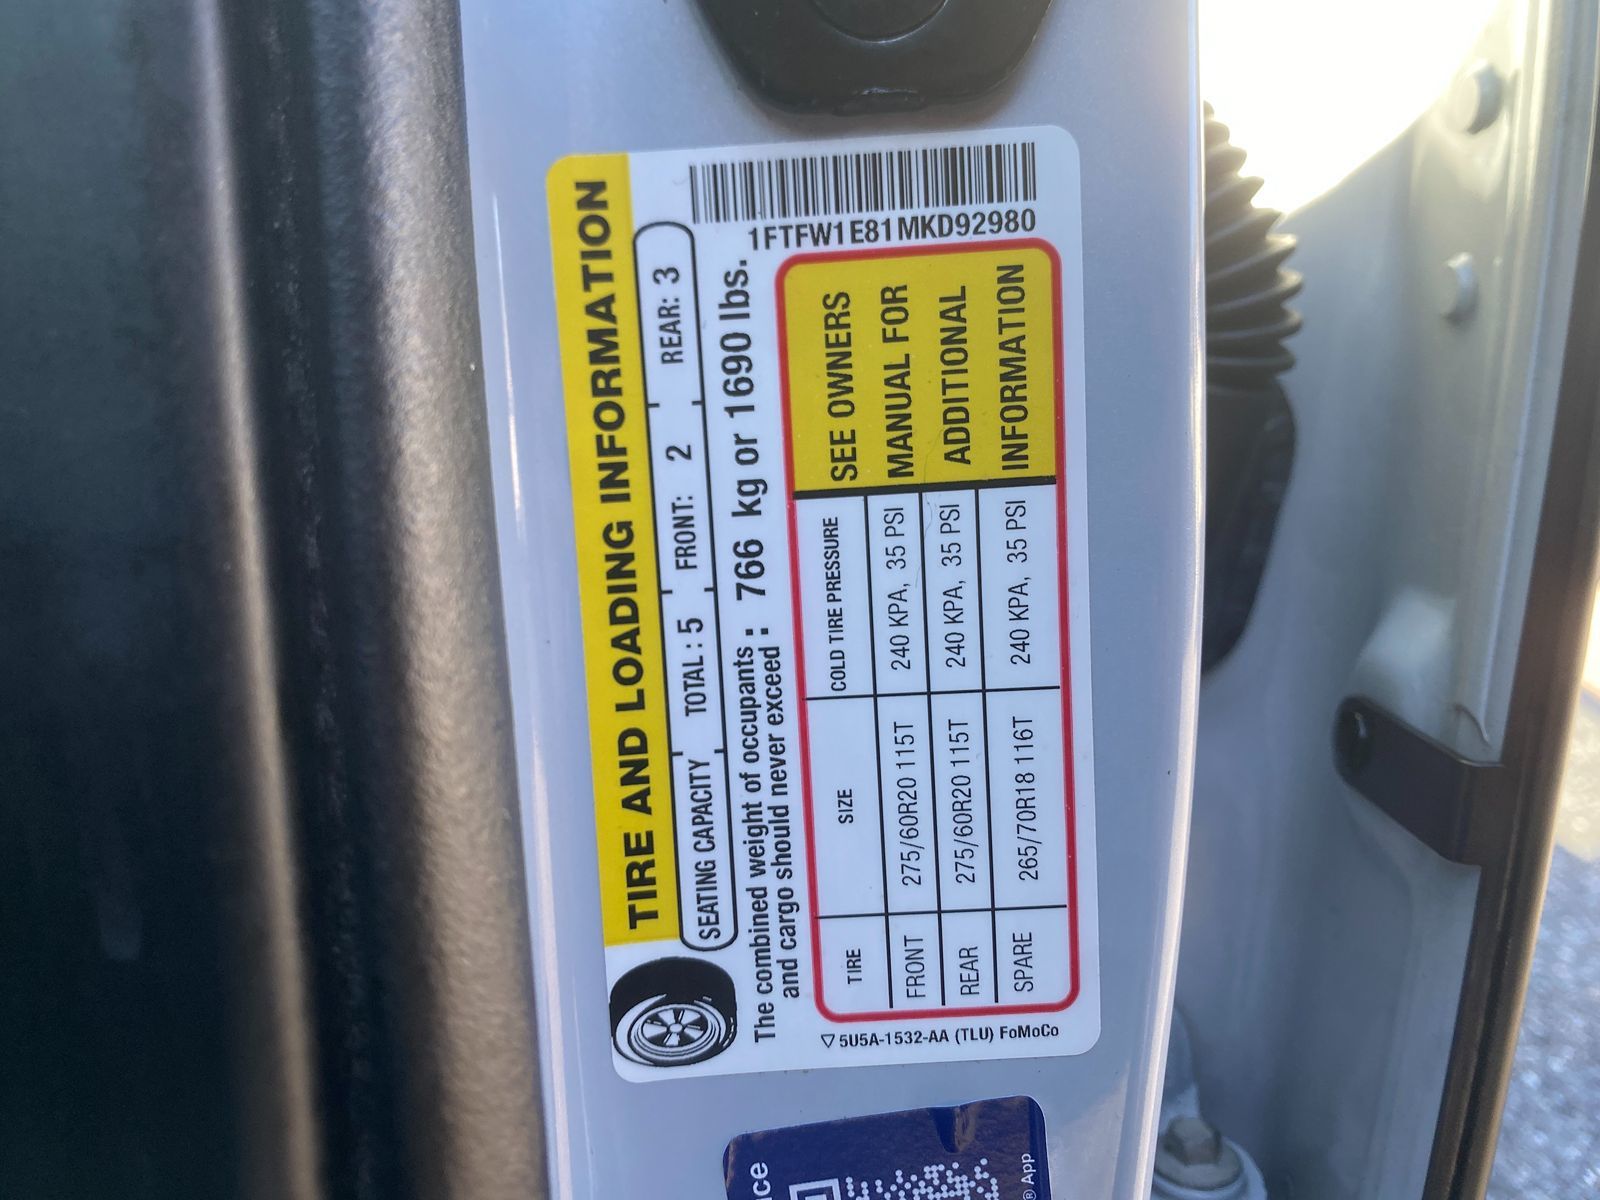 TIRE AND LOADING INFORMATION
SEATING CAPACITY TOTAL : 5 FRONT: 2 REAR: 3
The combined weight of occupants : 766 kg or 1690 lbs.
and cargo should never exceed :
1FTFW1E81MKD92980
TIRE SIZE COLD TIRE PRESSURE SEE OWNERS
FRONT 275/60R20 115T 240 KPA, 35 PSI MANUAL FOR
REAR 275/60R20 115T 240 KPA, 35 PSI ADDITIONAL
SPARE 265/70R18 116T 240 KPA, 35 PSI INFORMATION
5U5A-1532-AA (TLU) FoMoCo
® App